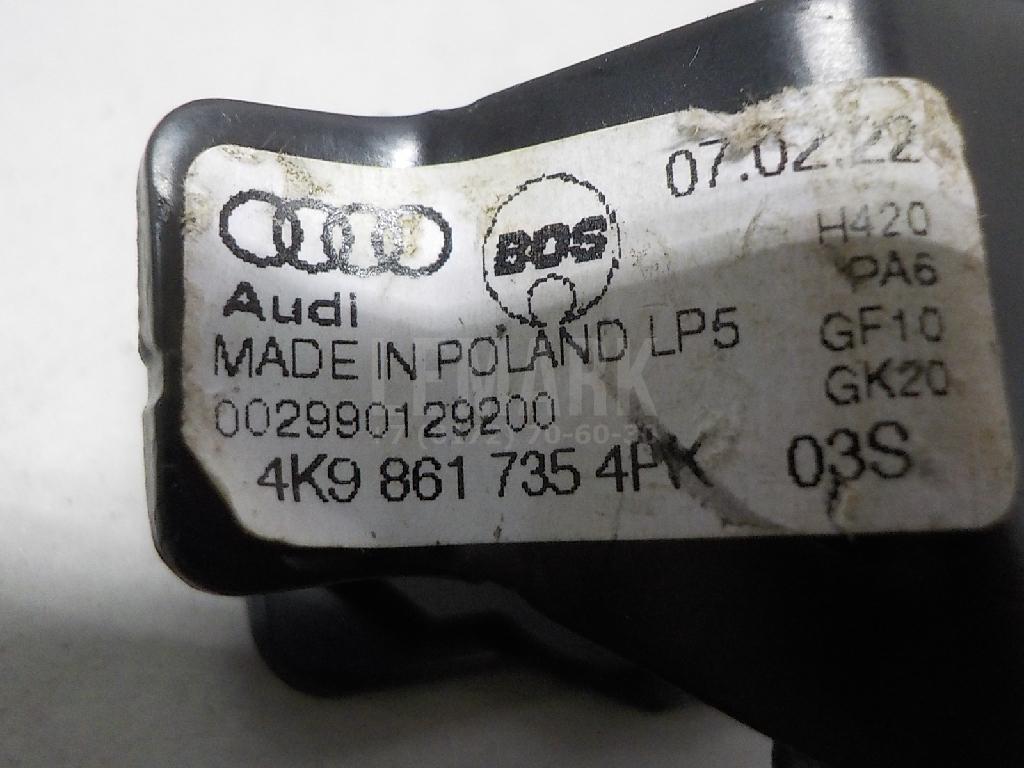 07.02.22
BOS
Audi
H420
PA6
MADE IN POLAND LP5
GF10
GK20
002990129200
4K9 861 735 4PK
03S
LEMARK